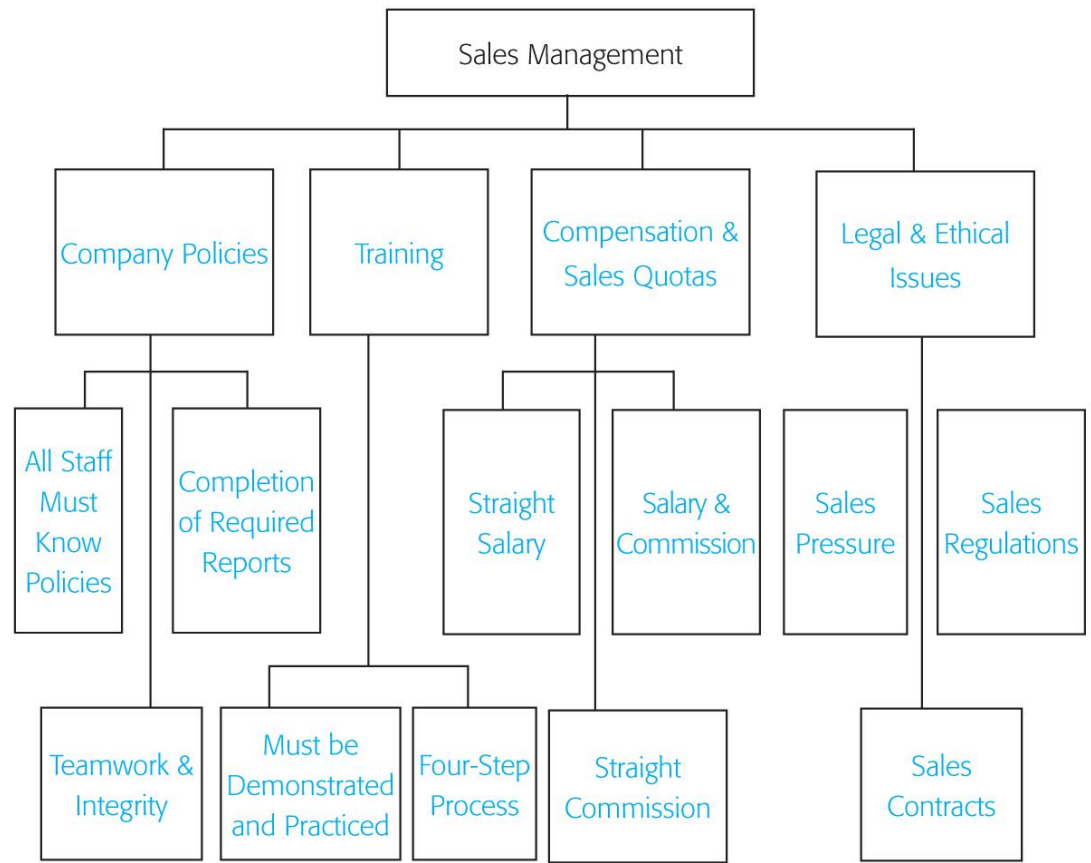 Sales Management
Company Policies
Training
Compensation &
Sales Quotas
Legal & Ethical
Issues
All Staff
Must
Know
Policies
Completion
of Required
Reports
Straight
Salary
Salary &
Commission
Sales
Pressure
Sales
Regulations
Teamwork &
Integrity
Must be
Demonstrated
and Practiced
Four-Step
Process
Straight
Commission
Sales
Contracts